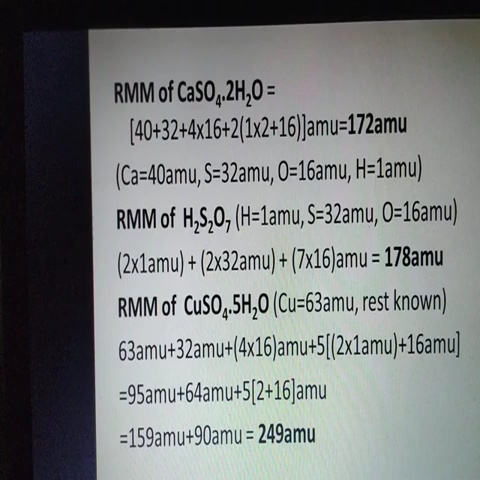 RMM of CaSO₄.2H₂O =
[40+32+4x16+2(1x2+16)]amu=172amu
(Ca=40amu, S=32amu, O=16amu, H=1amu)
RMM of H₂S₂O₇ (H=1amu, S=32amu, O=16amu)
(2x1amu) + (2x32amu) + (7x16)amu = 178amu
RMM of CuSO₄.5H₂O (Cu=63amu, rest known)
63amu+32amu+(4x16)amu+5[(2x1amu)+16amu]
=95amu+64amu+5[2+16]amu
=159amu+90amu = 249amu